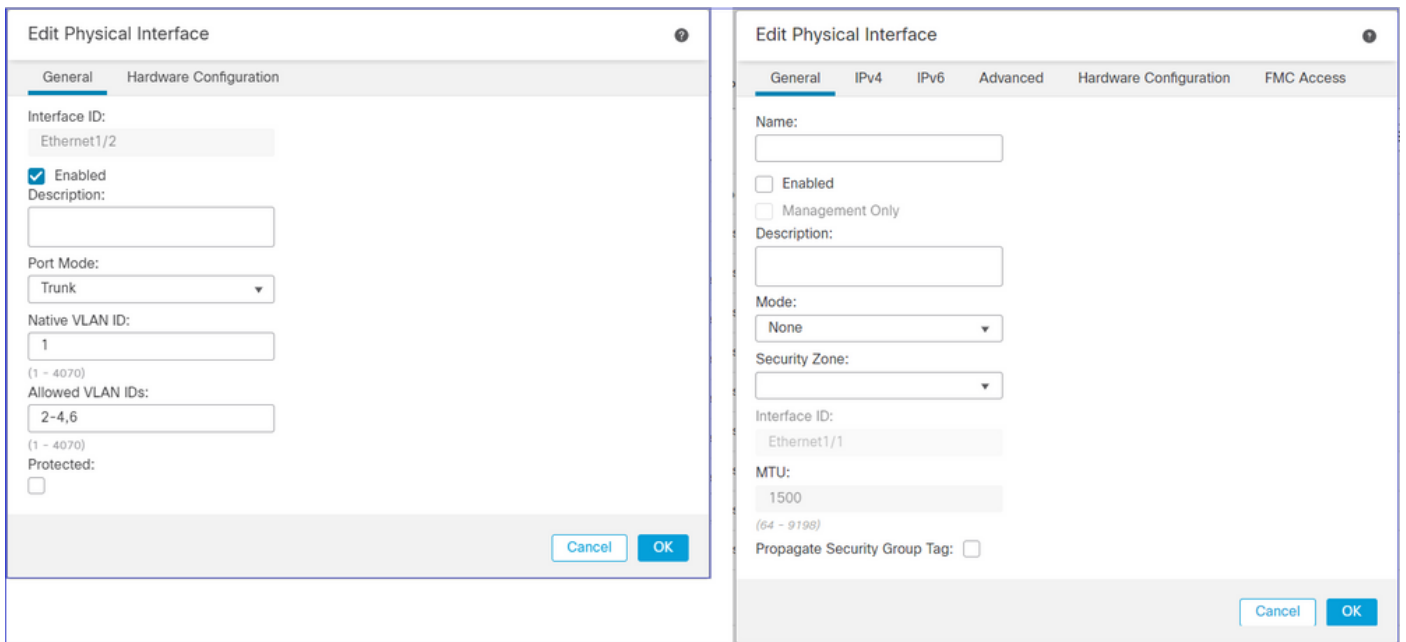 Edit Physical Interface
General Hardware Configuration
Interface ID:
Ethernet1/2
Enabled
Description:
Port Mode:
Trunk
Native VLAN ID:
1
(1 - 4070)
Allowed VLAN IDs:
2-4,6
(1 - 4070)
Protected:
Cancel OK
Edit Physical Interface
General IPv4 IPv6 Advanced Hardware Configuration FMC Access
Name:
Enabled
Management Only
Description:
Mode:
None
Security Zone:
Interface ID:
Ethernet1/1
MTU:
1500
(64 - 9198)
Propagate Security Group Tag:
Cancel OK